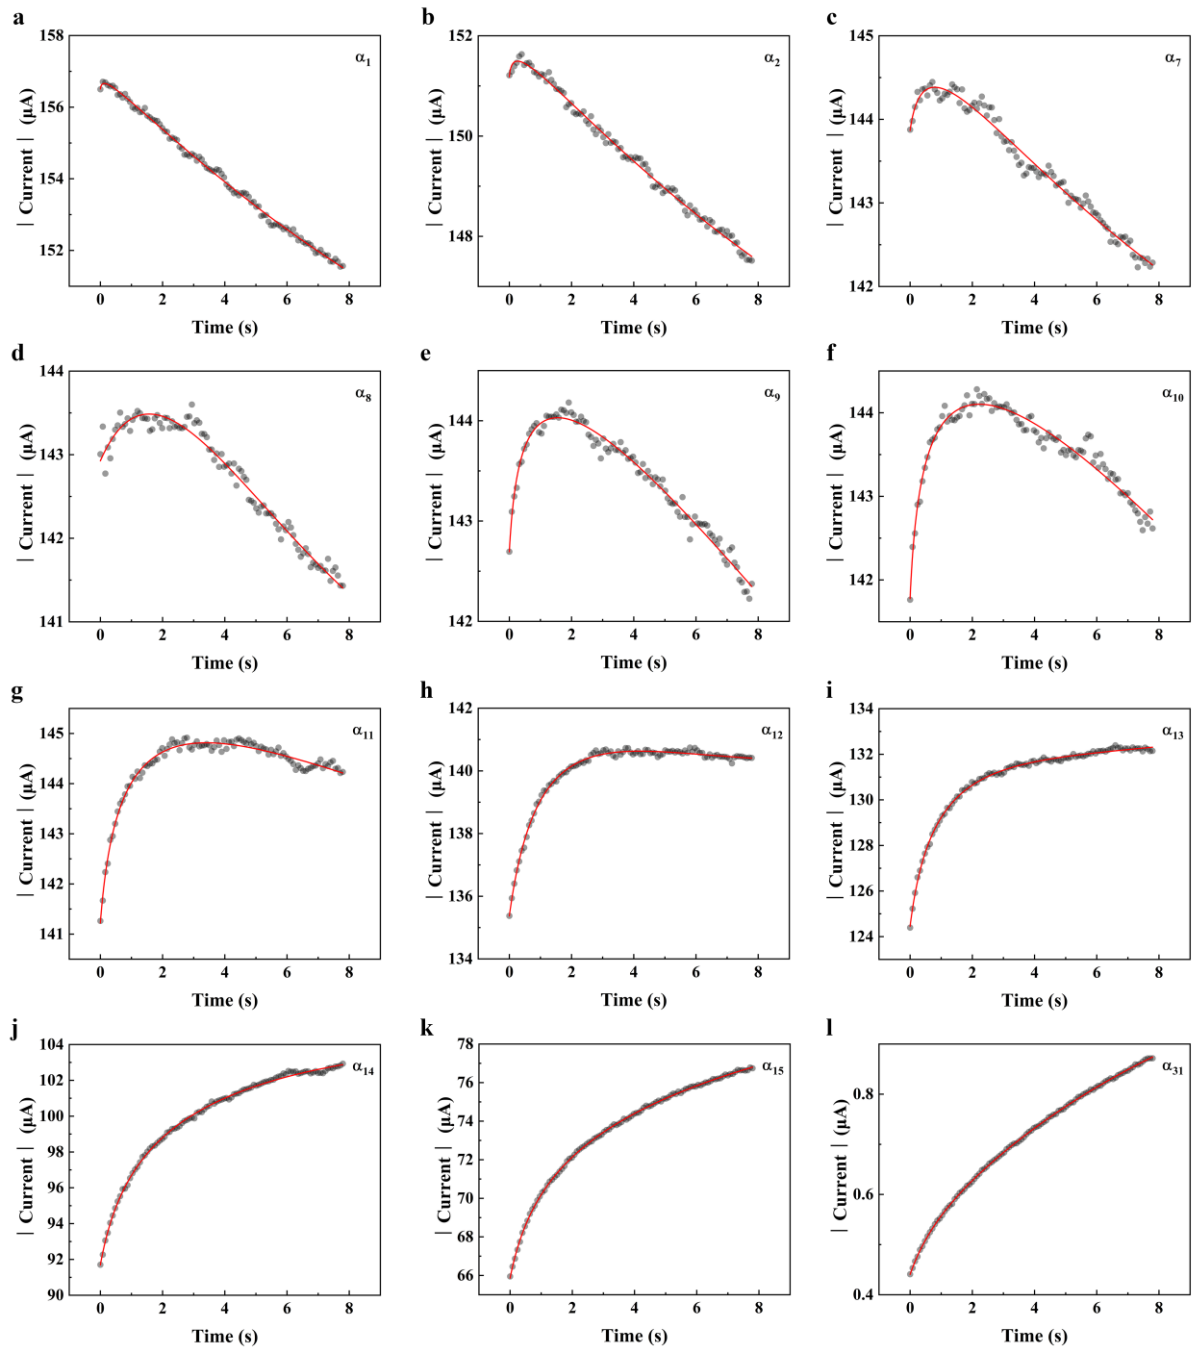 a
b
c
158
156
154
152
| Current | (μA)
α1
0 2 4 6 8
Time (s)
152
150
148
| Current | (μA)
α2
0 2 4 6 8
Time (s)
145
144
143
142
| Current | (μA)
α7
0 2 4 6 8
Time (s)
d
e
f
144
143
142
141
| Current | (μA)
α8
0 2 4 6 8
Time (s)
144
143
142
| Current | (μA)
α9
0 2 4 6 8
Time (s)
144
143
142
| Current | (μA)
α10
0 2 4 6 8
Time (s)
g
h
i
145
144
143
142
141
| Current | (μA)
α11
0 2 4 6 8
Time (s)
142
140
138
136
134
| Current | (μA)
α12
0 2 4 6 8
Time (s)
134
132
130
128
126
124
| Current | (μA)
α13
0 2 4 6 8
Time (s)
j
k
l
104
102
100
98
96
94
92
90
| Current | (μA)
α14
0 2 4 6 8
Time (s)
78
76
74
72
70
68
66
| Current | (μA)
α15
0 2 4 6 8
Time (s)
0.8
0.6
0.4
| Current | (μA)
α31
0 2 4 6 8
Time (s)